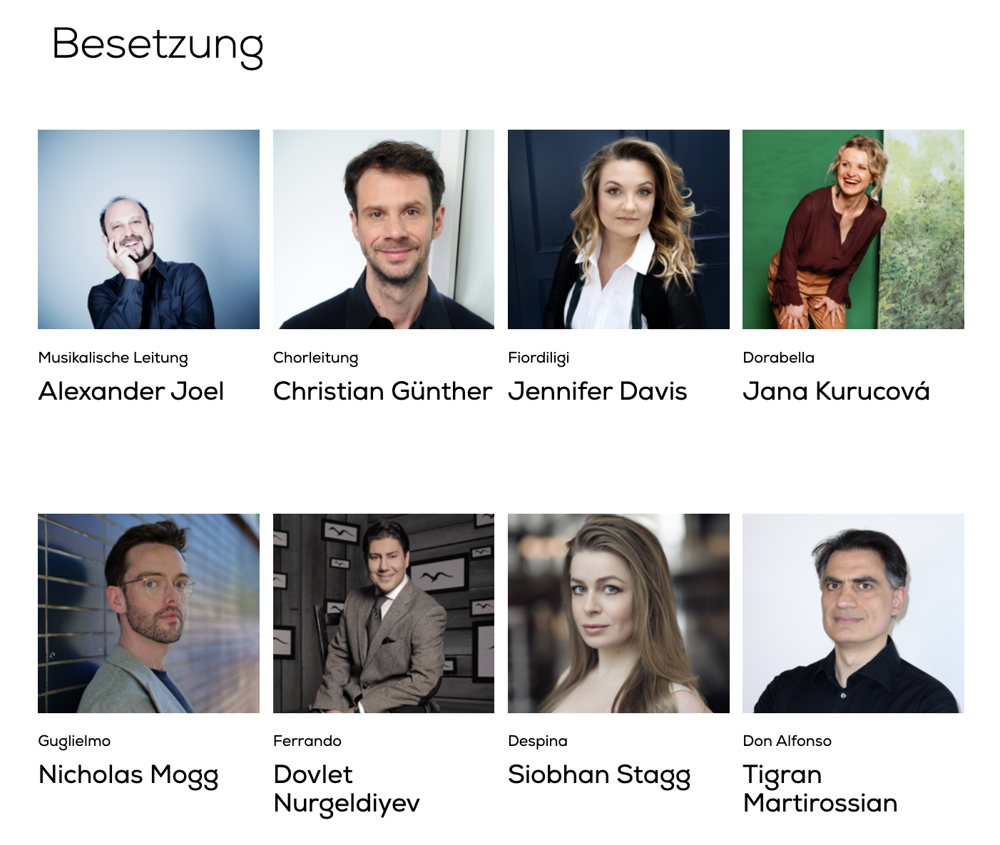 Besetzung
Musikalische Leitung
Alexander Joel
Chorleitung
Christian Günther
Fiordiligi
Jennifer Davis
Dorabella
Jana Kurucová
Guglielmo
Nicholas Mogg
Ferrando
Dovlet
Nurgeldiyev
Despina
Siobhan Stagg
Don Alfonso
Tigran
Martirossian